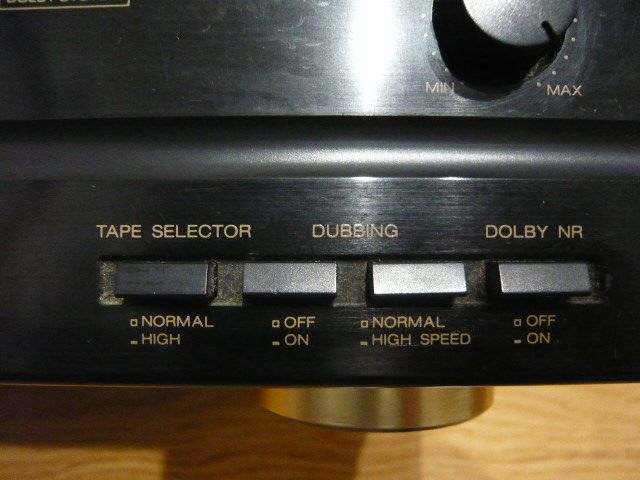 MIN MAX
TAPE SELECTOR DUBBING DOLBY NR
NORMAL OFF NORMAL OFF
HIGH ON HIGH SPEED ON